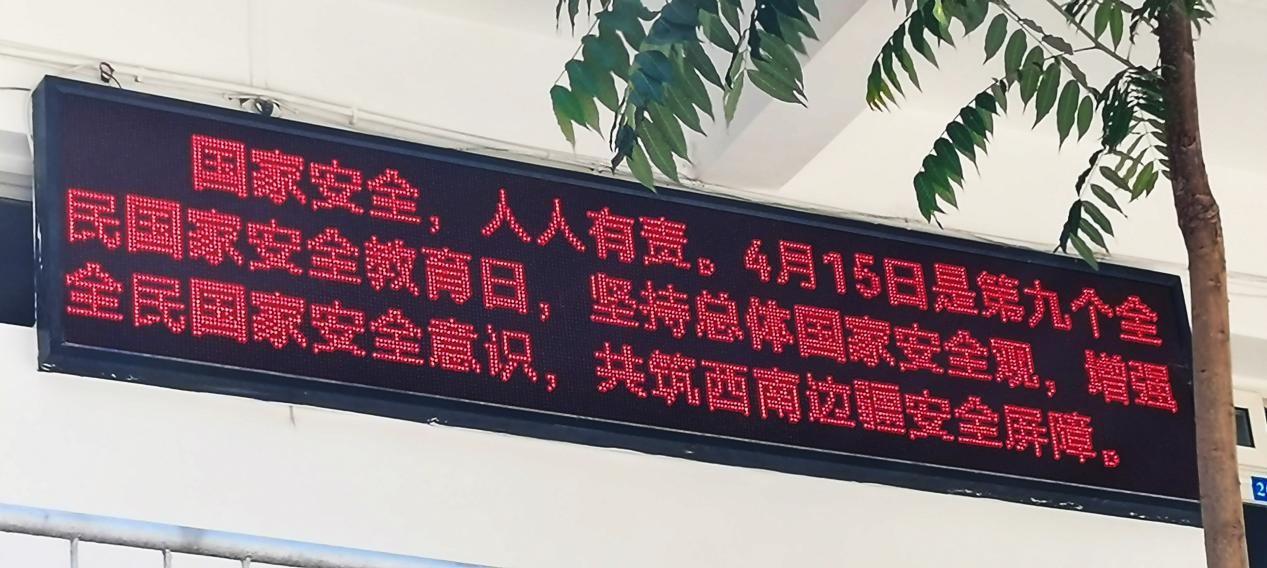 国家安全，人人有责。4月15日是第九个全
民国家安全教育日，坚持总体国家安全观，增强
全民国家安全意识，共筑西南边疆安全屏障。